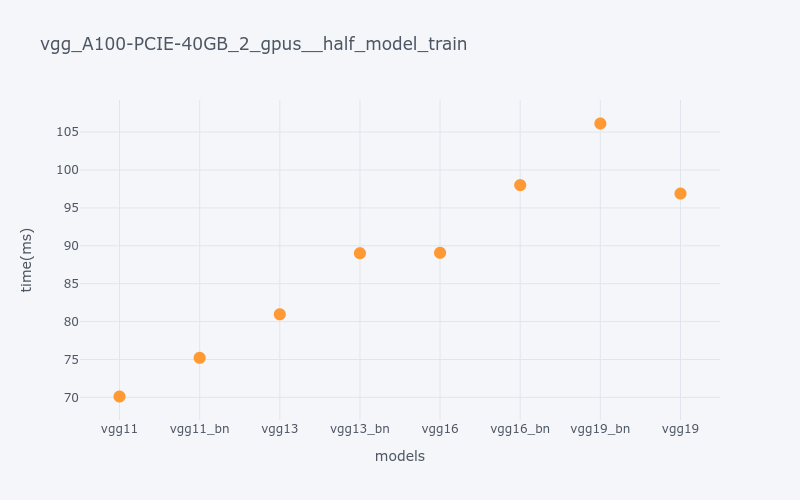 vgg_A100-PCIE-40GB_2_gpus__half_model_train
time(ms)
105
100
95
90
85
80
75
70
vgg11 vgg11_bn vgg13 vgg13_bn vgg16 vgg16_bn vgg19_bn vgg19
models